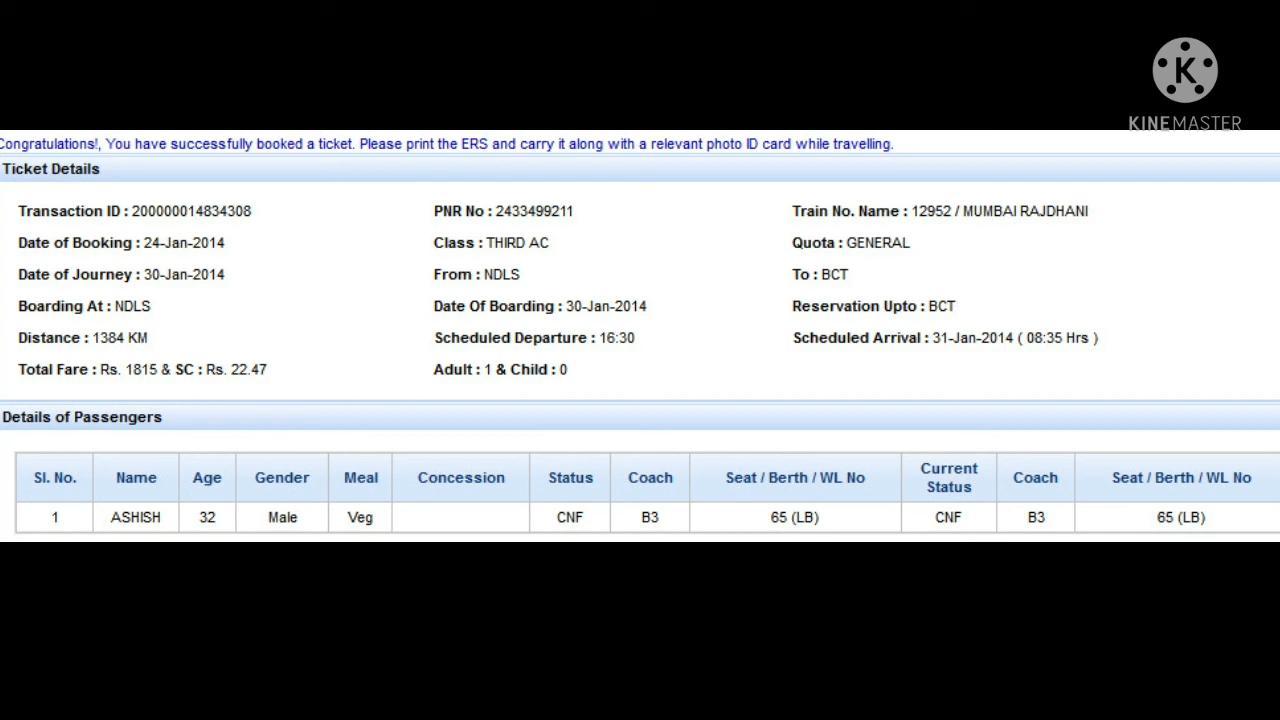 KINEMASTER
Congratulations!, You have successfully booked a ticket. Please print the ERS and carry it along with a relevant photo ID card while travelling.
Ticket Details
Transaction ID : 200000014834308 PNR No : 2433499211 Train No. Name : 12952 / MUMBAI RAJDHANI
Date of Booking : 24-Jan-2014 Class : THIRD AC Quota : GENERAL
Date of Journey : 30-Jan-2014 From : NDLS To : BCT
Boarding At : NDLS Date Of Boarding : 30-Jan-2014 Reservation Upto : BCT
Distance : 1384 KM Scheduled Departure : 16:30 Scheduled Arrival : 31-Jan-2014 ( 08:35 Hrs )
Total Fare : Rs. 1815 & SC : Rs. 22.47 Adult : 1 & Child : 0
Details of Passengers
Sl. No. Name Age Gender Meal Concession Status Coach Seat / Berth / WL No Current Status Coach Seat / Berth / WL No
1 ASHISH 32 Male Veg CNF B3 65 (LB) CNF B3 65 (LB)